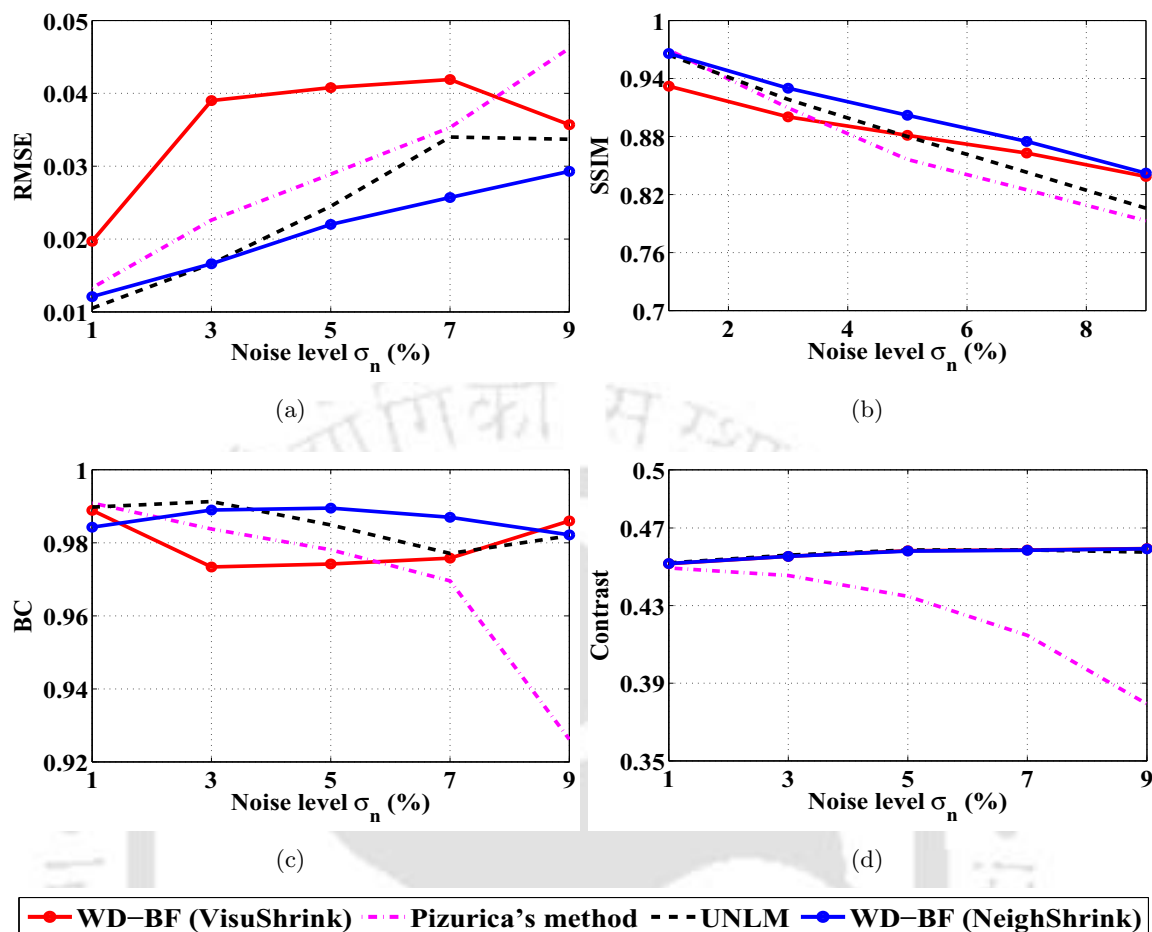 0.05
0.04
0.03
0.02
0.01
RMSE
1 3 5 7 9
Noise level σn (%)
(a)
1
0.94
0.88
0.82
0.76
0.7
SSIM
2 4 6 8
Noise level σn (%)
(b)
1
0.98
0.96
0.94
0.92
BC
1 3 5 7 9
Noise level σn (%)
(c)
0.5
0.47
0.43
0.39
0.35
Contrast
1 3 5 7 9
Noise level σn (%)
(d)
WD−BF (VisuShrink) Pizurica's method UNLM WD−BF (NeighShrink)